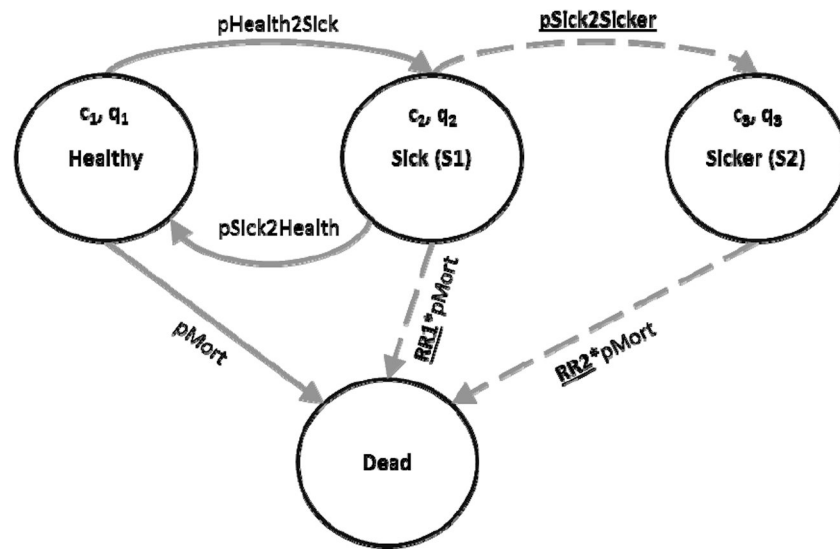 pHealth2Sick
pSick2Sicker
c₁, q₁
Healthy
c₂, q₂
Sick (S1)
c₃, q₃
Sicker (S2)
pSick2Health
pMort
RR1*pMort
RR2*pMort
Dead